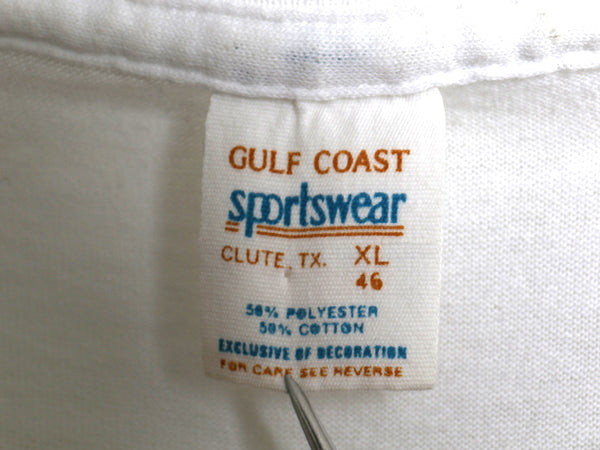 GULF COAST
sportswear
CLUTE, TX. XL
46
50% POLYESTER
50% COTTON
EXCLUSIVE OF DECORATION
FOR CARE SEE REVERSE